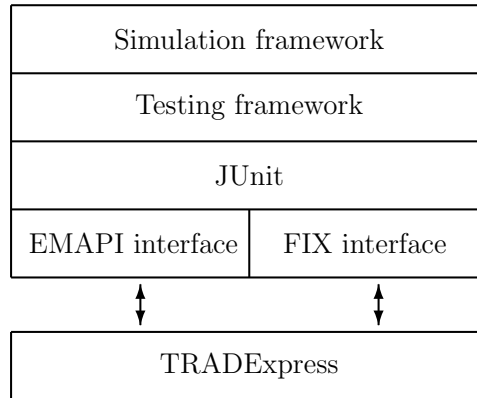 Simulation framework
Testing framework
JUnit
EMAPI interface
FIX interface
TRADExpress